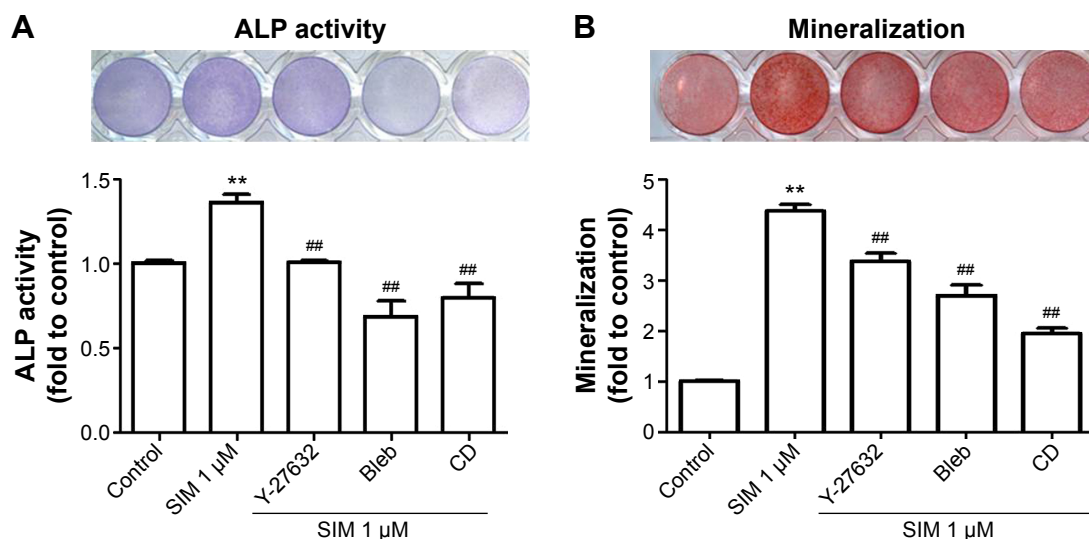 A
ALP activity
ALP activity
(fold to control)
1.5
1.0
0.5
0.0
**
##
##
##
Control
SIM 1 µM
Y-27632
Bleb
CD
SIM 1 µM
B
Mineralization
Mineralization
(fold to control)
5
4
3
2
1
0
**
##
##
##
Control
SIM 1 µM
Y-27632
Bleb
CD
SIM 1 µM